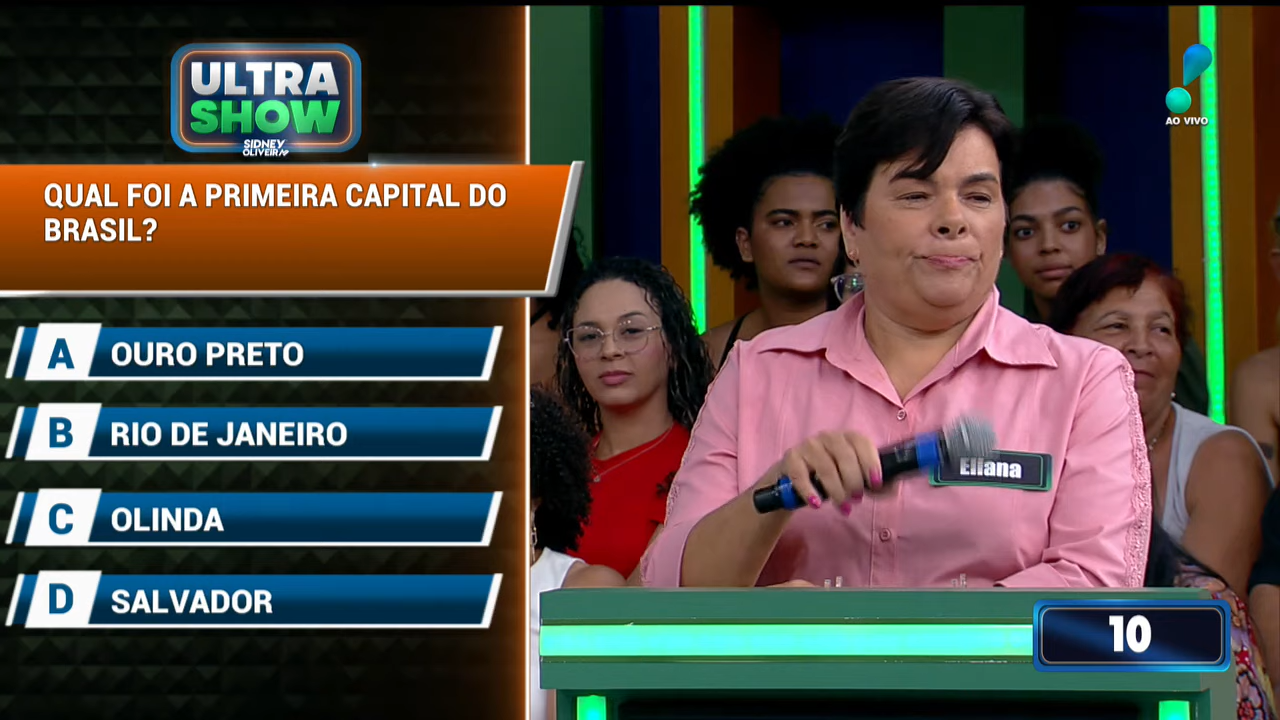 ULTRA
SHOW
SIDNEY
OLIVEIRA
QUAL FOI A PRIMEIRA CAPITAL DO
BRASIL?
A OURO PRETO
B RIO DE JANEIRO
C OLINDA
D SALVADOR
AO VIVO
Eliana
10